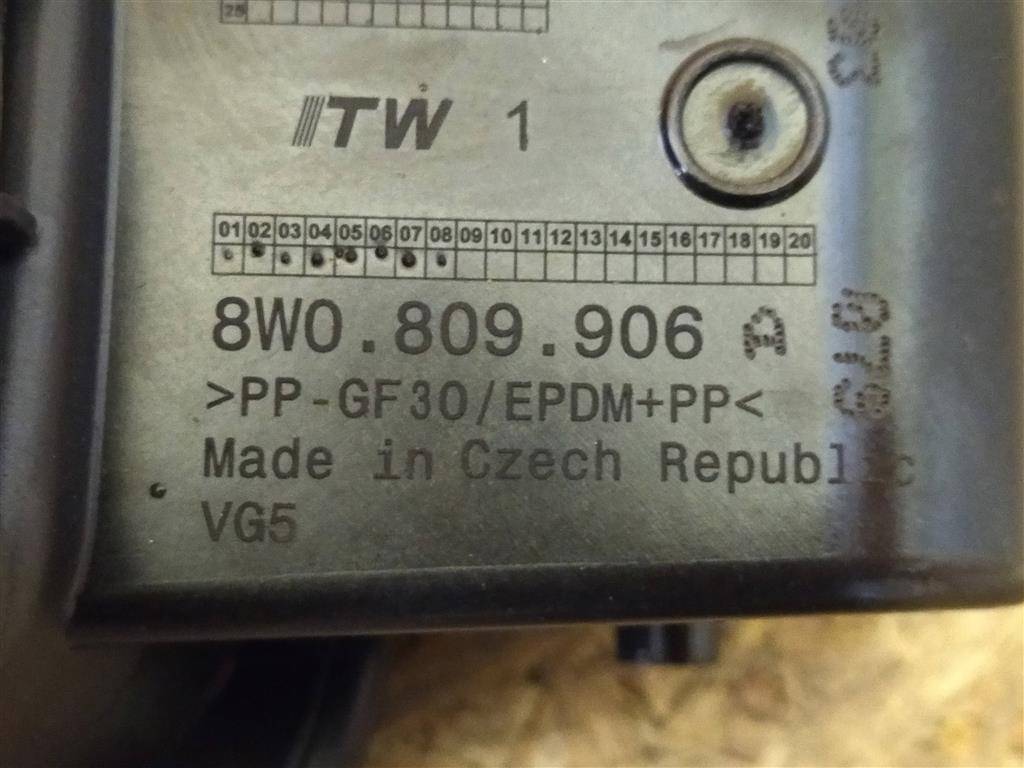 25
ITW 1
01 02 03 04 05 06 07 08 09 10 11 12 13 14 15 16 17 18 19 20
8W0.809.906 A
>PP-GF30/EPDM+PP<
Made in Czech Republic
VG5